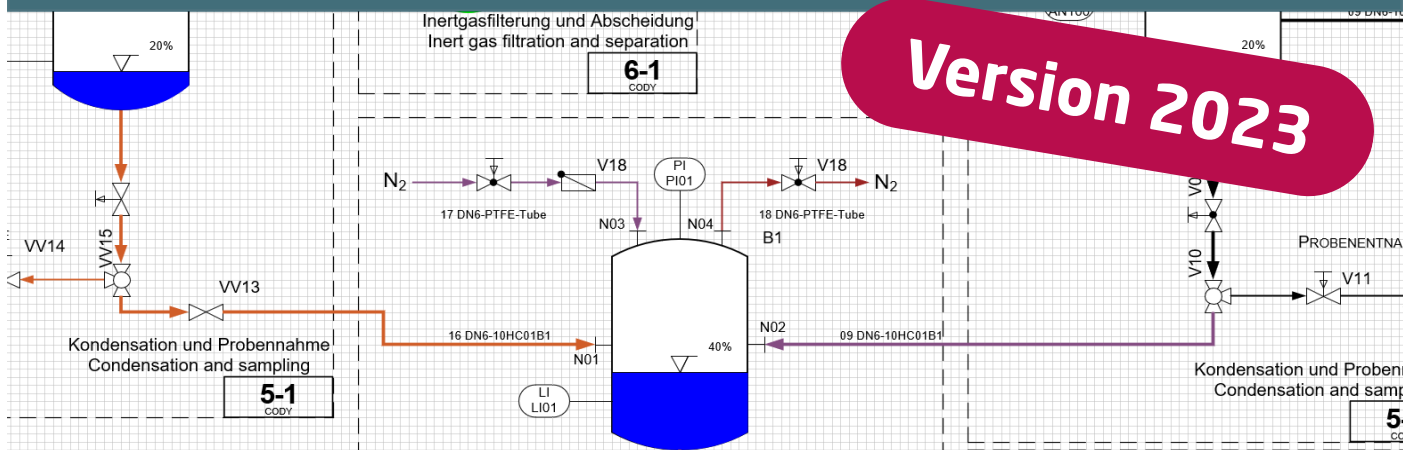 Inertgasfilterung und Abscheidung
Inert gas filtration and separation
6-1
CODY
20%
Version 2023
20%
N2
V18
PI
PI01
V18
N2
17 DN6-PTFE-Tube
18 DN6-PTFE-Tube
N03
N04
B1
VV14
VV15
VV13
V10
V11
16 DN6-10HC01B1
N01
40%
N02
09 DN6-10HC01B1
LI
LI01
Kondensation und Probennahme
Condensation and sampling
5-1
CODY
Condensation and
Kondensation und